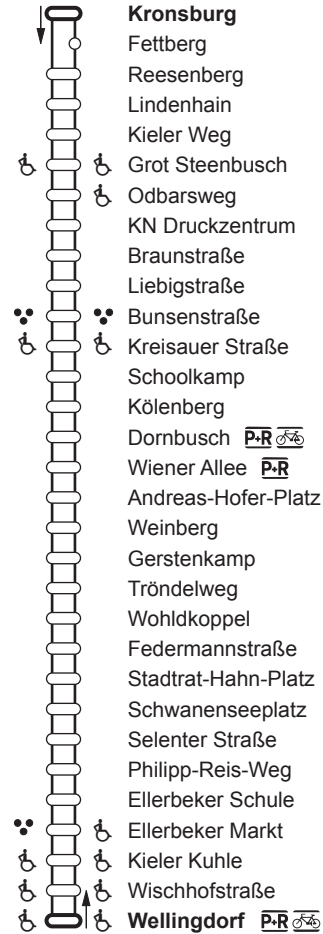 Kronsburg
Fettberg
Reesenberg
Lindenhain
Kieler Weg
Grot Steenbusch
Odbarsweg
KN Druckzentrum
Braunstraße
Liebigstraße
Bunsenstraße
Kreisauer Straße
Schoolkamp
Kölenberg
Dornbusch P+R
Wiener Allee P+R
Andreas-Hofer-Platz
Weinberg
Gerstenkamp
Tröndelweg
Wohldkoppel
Federmannstraße
Stadtrat-Hahn-Platz
Schwanenseeplatz
Selenter Straße
Philipp-Reis-Weg
Ellerbeker Schule
Ellerbeker Markt
Kieler Kuhle
Wischhofstraße
Wellingdorf P+R